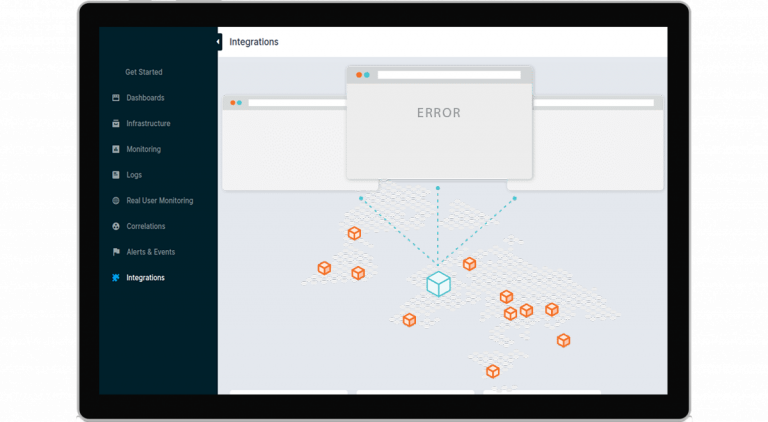 Integrations
Get Started
Dashboards
Infrastructure
Monitoring
Logs
Real User Monitoring
Correlations
Alerts & Events
Integrations
ERROR